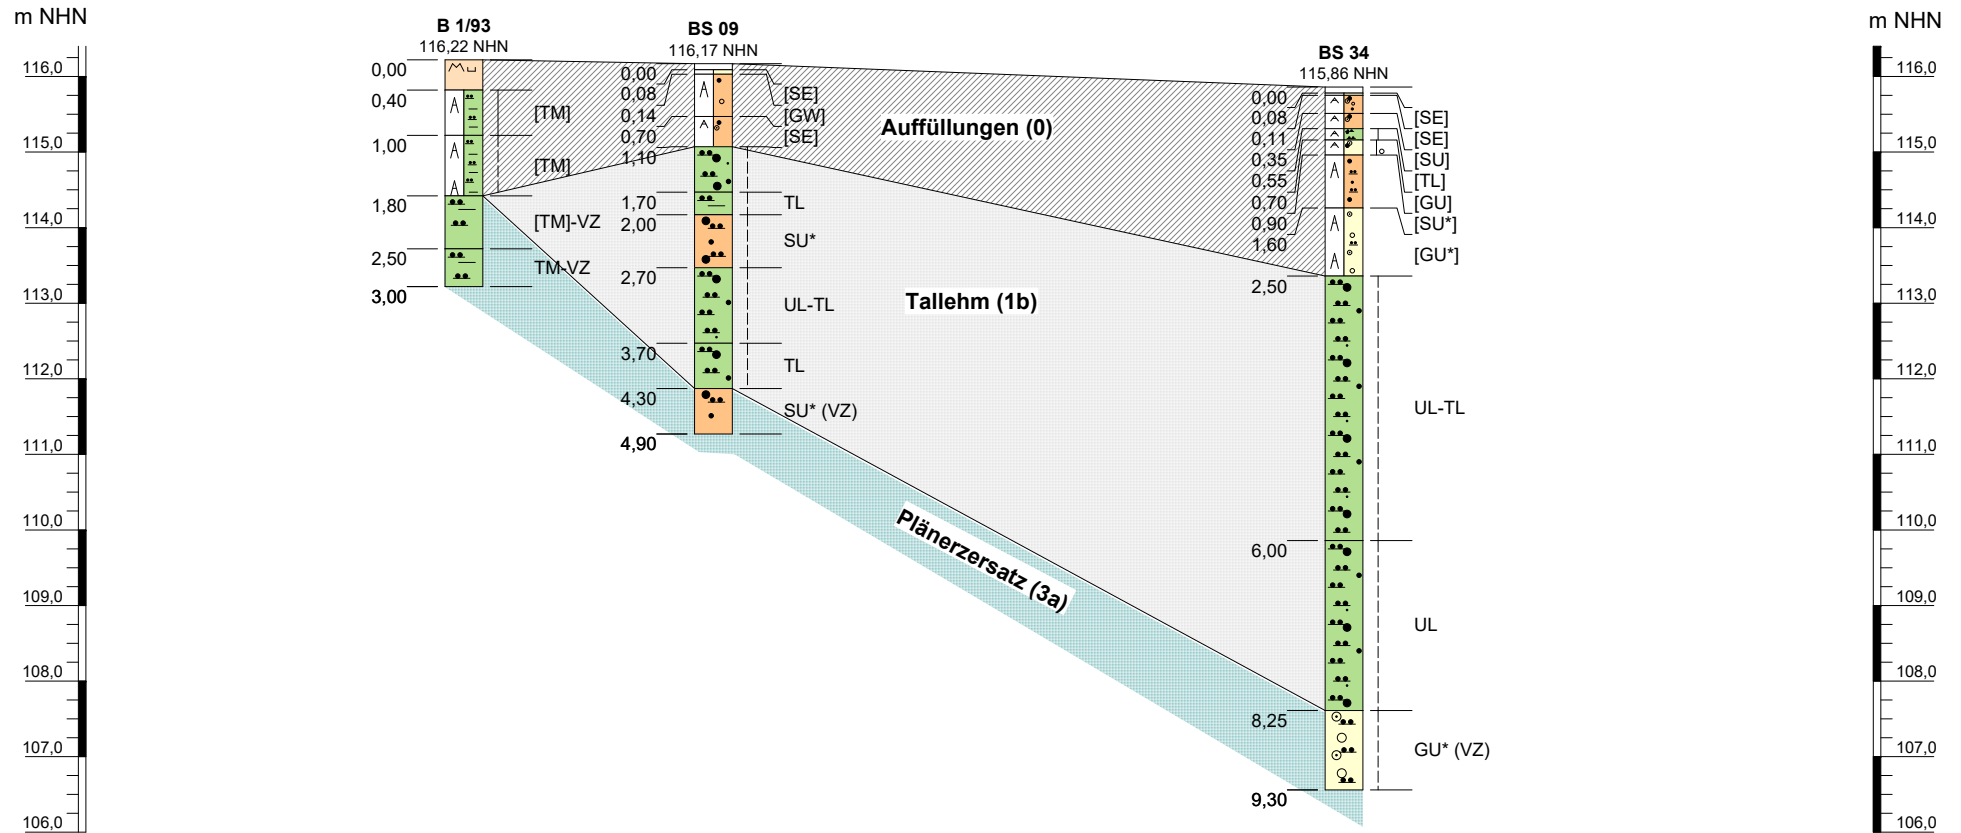 m NHN
116,0
115,0
114,0
113,0
112,0
111,0
110,0
109,0
108,0
107,0
106,0
B 1/93
116,22 NHN
0,00
0,40
1,00
1,80
2,50
3,00
[TM]
[TM]
[TM]-VZ
TM-VZ
BS 09
116,17 NHN
0,00
0,08
0,14
0,70
1,10
1,70
2,00
2,70
3,70
4,30
4,90
[SE]
[GW]
[SE]
TL
SU*
UL-TL
TL
SU* (VZ)
Auffüllungen (0)
Tallehm (1b)
Plänerzersatz (3a)
BS 34
115,86 NHN
0,00
0,08
0,11
0,35
0,55
0,70
0,90
1,60
2,50
6,00
8,25
9,30
[SE]
[SE]
[SU]
[TL]
[GU]
[SU*]
[GU*]
UL-TL
UL
GU* (VZ)
m NHN
116,0
115,0
114,0
113,0
112,0
111,0
110,0
109,0
108,0
107,0
106,0